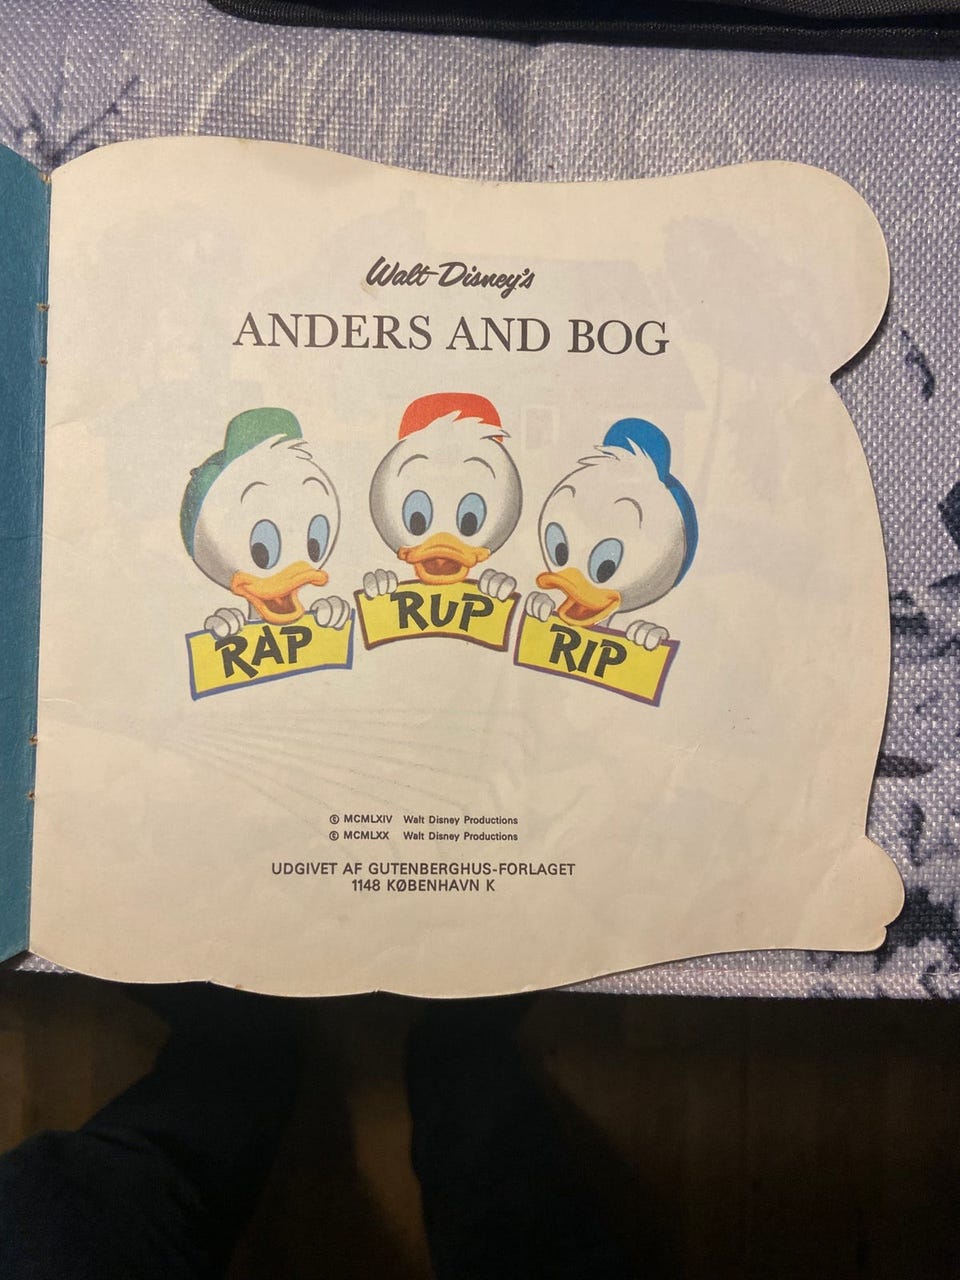 Walt Disney's
ANDERS AND BOG
RAP RUP RIP
© MCMLXIV Walt Disney Productions
© MCMLXX Walt Disney Productions
UDGIVET AF GUTENBERGHUS-FORLAGET
1148 KØBENHAVN K